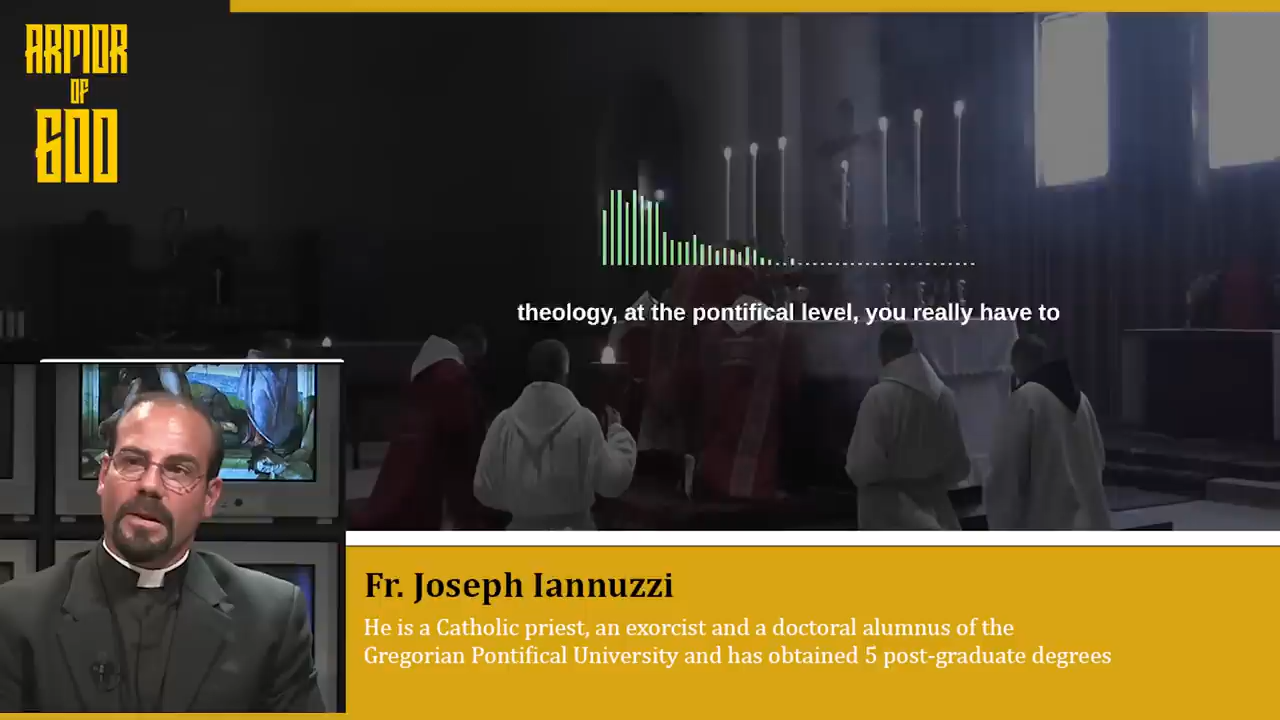 ARMOR
OF
GOD
theology, at the pontifical level, you really have to
Fr. Joseph Iannuzzi
He is a Catholic priest, an exorcist and a doctoral alumnus of the
Gregorian Pontifical University and has obtained 5 post-graduate degrees